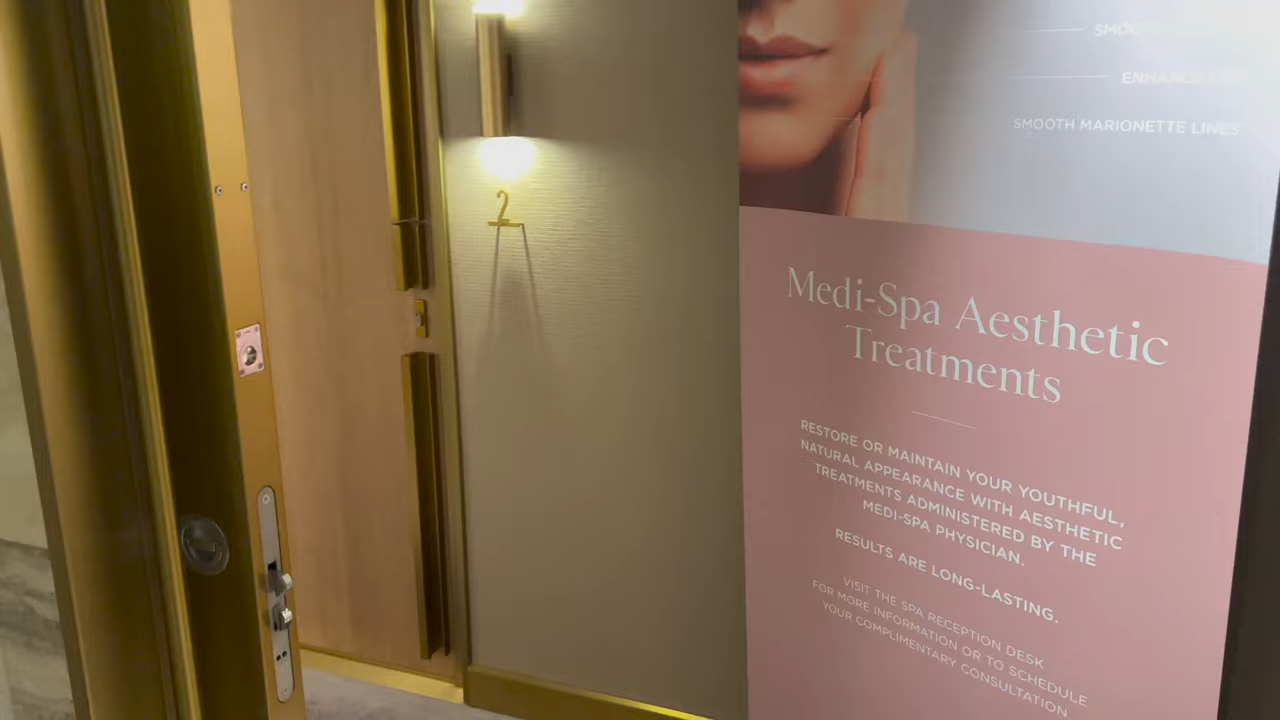 ENHANCE
SMOOTH MARIONETTE LINES
2
Medi-Spa Aesthetic
Treatments
RESTORE OR MAINTAIN YOUR YOUTHFUL,
NATURAL APPEARANCE WITH AESTHETIC
TREATMENTS ADMINISTERED BY THE
MEDI-SPA PHYSICIAN.
RESULTS ARE LONG-LASTING.
VISIT THE SPA RECEPTION DESK
FOR MORE INFORMATION OR TO SCHEDULE
YOUR COMPLIMENTARY CONSULTATION.